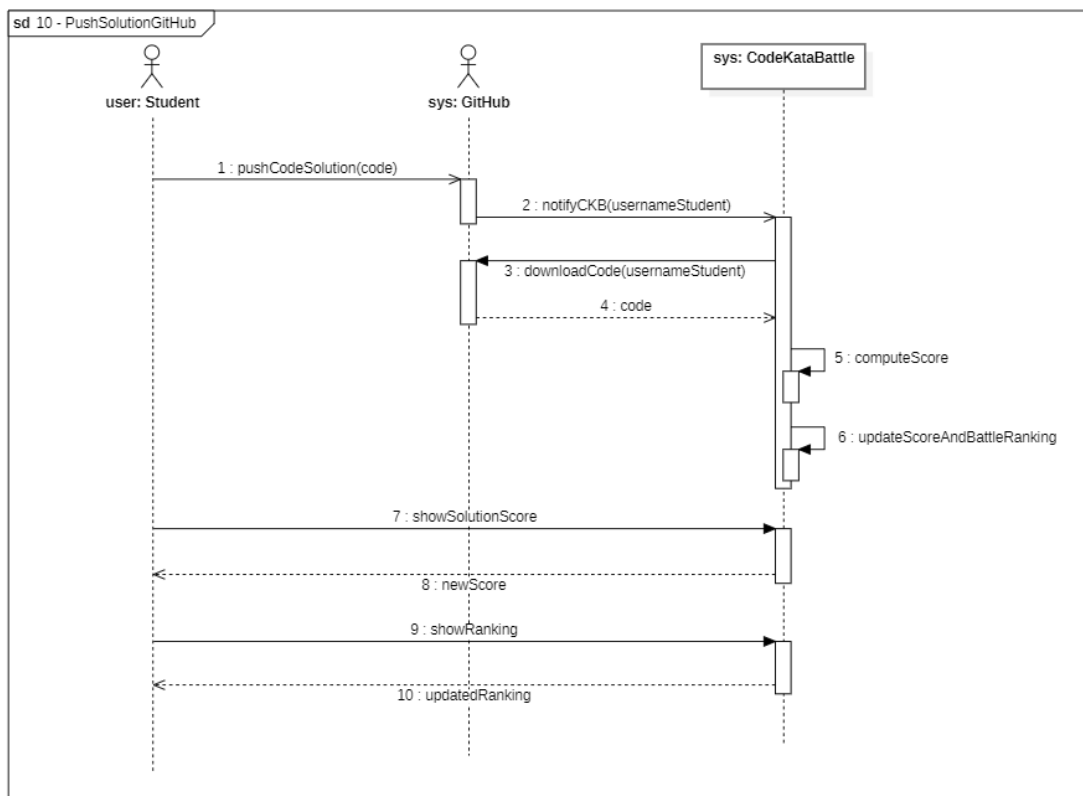 sd 10 - PushSolutionGitHub
user: Student
sys: GitHub
sys: CodeKataBattle
1 : pushCodeSolution(code)
2 : notifyCKB(usernameStudent)
3 : downloadCode(usernameStudent)
4 : code
5 : computeScore
6 : updateScoreAndBattleRanking
7 : showSolutionScore
8 : newScore
9 : showRanking
10 : updatedRanking